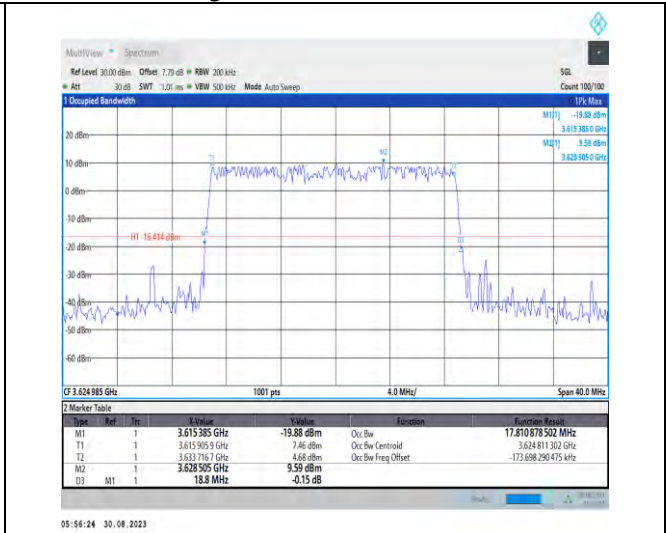 MultiView Spectrum
Ref Level 30.00 dBm Offset 7.79 dB RBW 200 kHz SGL
Att 30 dB SWT 1.01 ms VBW 500 kHz Mode Auto Sweep Count 100/100
1 Occupied Bandwidth 1Pk Max
M1[1] -19.88 dBm
3.615 385 0 GHz
20 dBm
M2[1] 9.59 dBm
3.628 505 0 GHz
M2
T1
10 dBm
0 dBm
-10 dBm
M1
H1 -16.414 dBm
D3
-20 dBm
-30 dBm
-40 dBm
-50 dBm
-60 dBm
CF 3.624 985 GHz 1001 pts 4.0 MHz/ Span 40.0 MHz
2 Marker Table
Type Ref Trc X-Value Y-Value Function Function Result
M1 1 3.615 385 GHz -19.88 dBm Occ Bw 17.810 878 502 MHz
T1 1 3.615 905 9 GHz 7.46 dBm Occ Bw Centroid 3.624 811 302 GHz
T2 1 3.633 716 7 GHz 4.68 dBm Occ Bw Freq Offset -173.698 290 475 kHz
M2 1 3.628 505 GHz 9.59 dBm
D3 M1 1 18.8 MHz -0.15 dB
05:56:24 30.08.2023